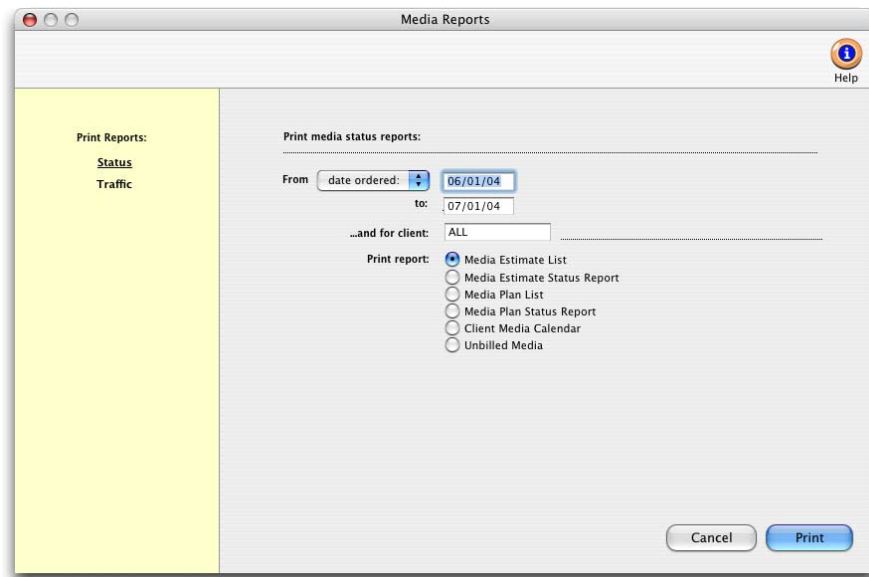 Media Reports
Help
Print Reports:
Status
Traffic
Print media status reports:
From date ordered: 06/01/04
to: 07/01/04
...and for client: ALL
Print report: Media Estimate List
Media Estimate Status Report
Media Plan List
Media Plan Status Report
Client Media Calendar
Unbilled Media
Cancel Print